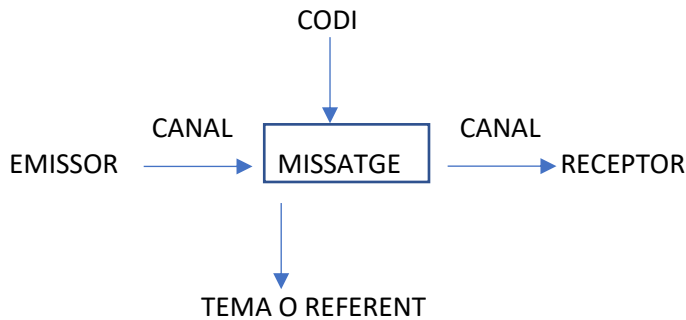 CODI
CANAL CANAL
EMISSOR MISSATGE RECEPTOR
TEMA O REFERENT